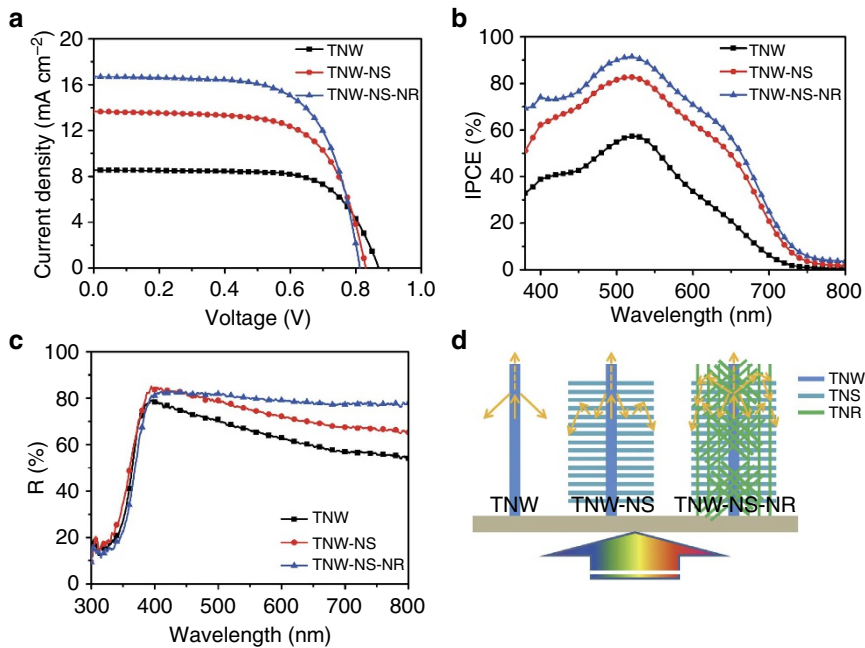 a
20
16
12
8
4
0
Current density (mA cm⁻²)
0.0 0.2 0.4 0.6 0.8 1.0
Voltage (V)
TNW
TNW-NS
TNW-NS-NR
b
100
80
60
40
20
0
IPCE (%)
400 500 600 700 800
Wavelength (nm)
TNW
TNW-NS
TNW-NS-NR
c
100
80
60
40
20
0
R (%)
300 400 500 600 700 800
Wavelength (nm)
TNW
TNW-NS
TNW-NS-NR
d
TNW
TNS
TNR
TNW TNW-NS TNW-NS-NR